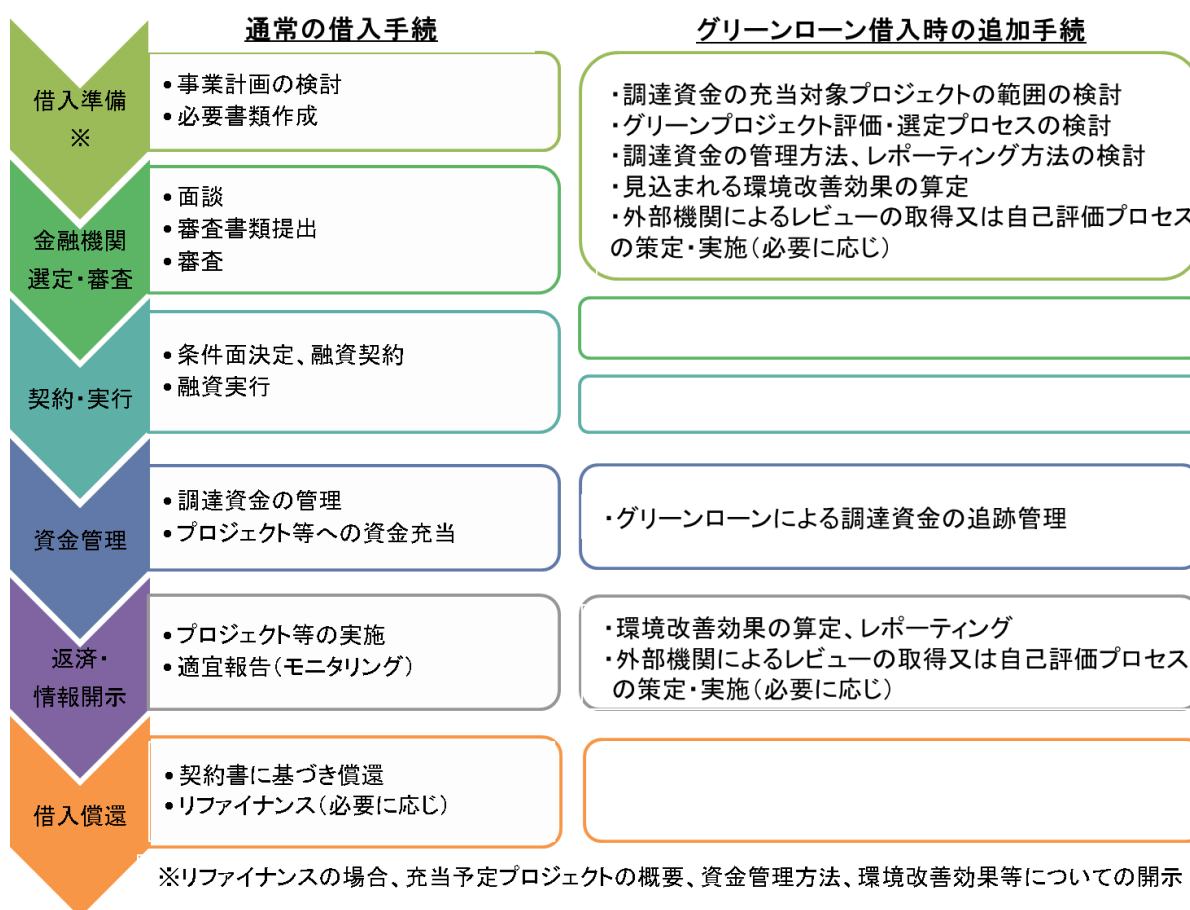 通常の借入手続
グリーンローン借入時の追加手続
借入準備
※
・事業計画の検討
・必要書類作成
・調達資金の充当対象プロジェクトの範囲の検討
・グリーンプロジェクト評価・選定プロセスの検討
・調達資金の管理方法、レポーティング方法の検討
・見込まれる環境改善効果の算定
・外部機関によるレビューの取得又は自己評価プロセス
の策定・実施(必要に応じ)
金融機関
選定・審査
・面談
・審査書類提出
・審査
契約・実行
・条件面決定、融資契約
・融資実行
資金管理
・調達資金の管理
・プロジェクト等への資金充当
・グリーンローンによる調達資金の追跡管理
返済・
情報開示
・プロジェクト等の実施
・適宜報告(モニタリング)
・環境改善効果の算定、レポーティング
・外部機関によるレビューの取得又は自己評価プロセス
の策定・実施(必要に応じ)
借入償還
・契約書に基づき償還
・リファイナンス(必要に応じ)
※リファイナンスの場合、充当予定プロジェクトの概要、資金管理方法、環境改善効果等についての開示